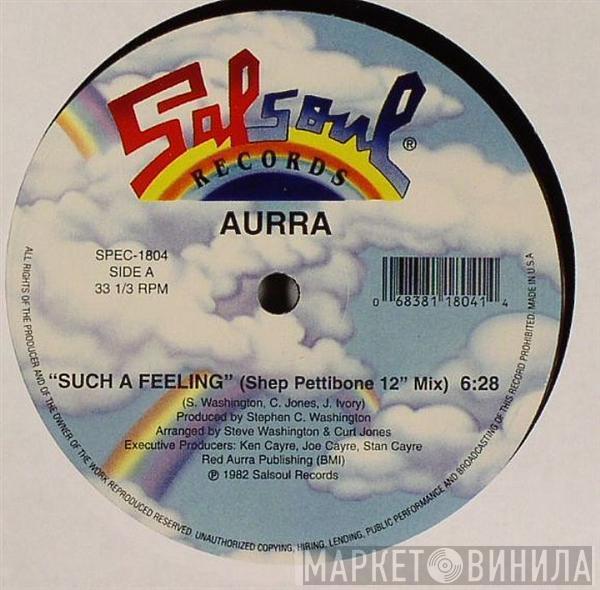 Salsoul ®
RECORDS
AURRA
SPEC-1804
SIDE A
33 1/3 RPM
0 68381 18041 4
"SUCH A FEELING" (Shep Pettibone 12" Mix) 6:28
(S. Washington, C. Jones, J. Ivory)
Produced by Stephen C. Washington
Arranged by Steve Washington & Curt Jones
Executive Producers: Ken Cayre, Joe Cayre, Stan Cayre
Red Aurra Publishing (BMI)
℗ 1982 Salsoul Records
ALL RIGHTS OF THE PRODUCER AND OF THE OWNER OF THE WORK REPRODUCED RESERVED. UNAUTHORIZED COPYING, HIRING, LENDING, PUBLIC PERFORMANCE AND BROADCASTING OF THIS RECORD PROHIBITED. MADE IN U.S.A
МАРКЕТ ВИНИЛА